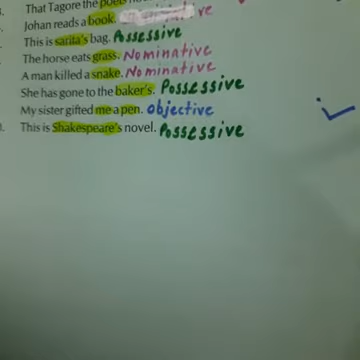 That Tagore the poets
Johan reads a book. ve
This is sarita's bag. Possessive
The horse eats grass. Nominative
A man killed a snake. Nominative
She has gone to the baker's. Possessive
My sister gifted me a pen. objective
This is Shakespeare's novel. Possessive